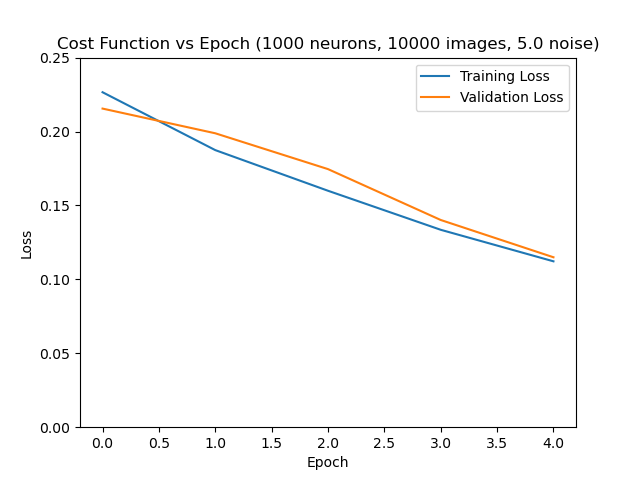 Cost Function vs Epoch (1000 neurons, 10000 images, 5.0 noise)
Training Loss
Validation Loss
0.25
0.20
0.15
0.10
0.05
0.00
Loss
0.0 0.5 1.0 1.5 2.0 2.5 3.0 3.5 4.0
Epoch